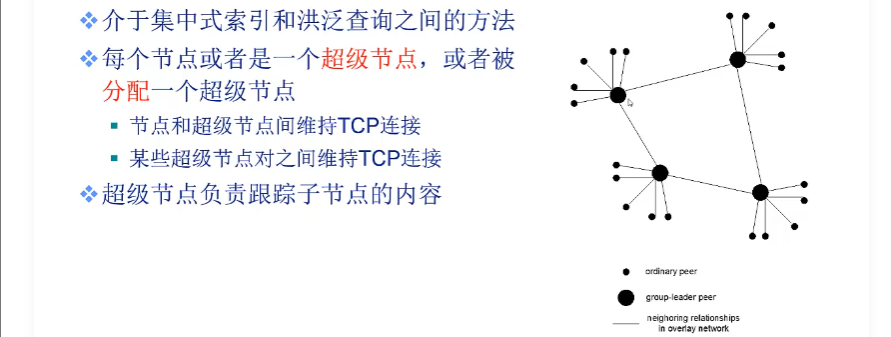 ❖介于集中式索引和洪泛查询之间的方法
❖每个节点或者是一个超级节点，或者被
分配一个超级节点
▪ 节点和超级节点间维持TCP连接
▪ 某些超级节点对之间维持TCP连接
❖超级节点负责跟踪子节点的内容
ordinary peer
group-leader peer
neighoring relationships
in overlay network